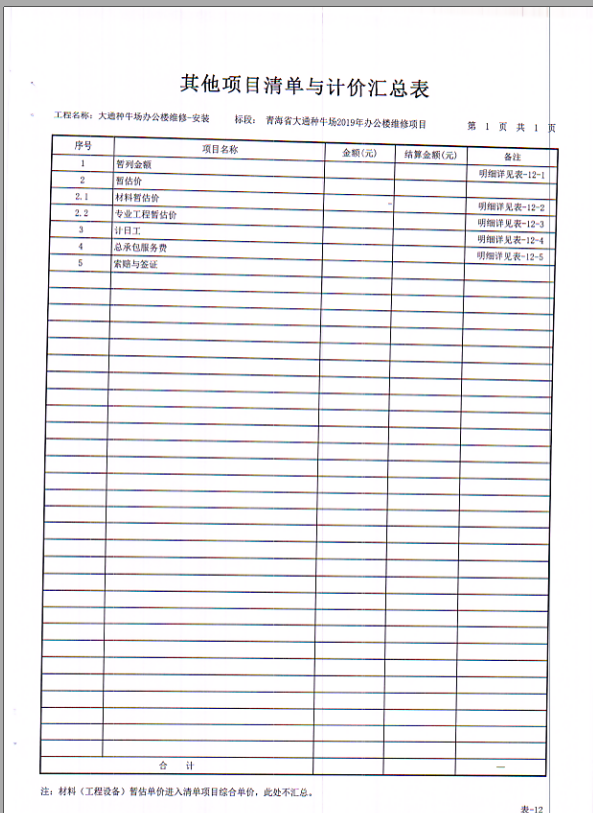 其他项目清单与计价汇总表
工程名称：大通种牛场办公楼维修-安装 标段： 青海省大通种牛场2019年办公楼维修项目 第 1 页 共 1 页
序号 项目名称 金额(元) 结算金额(元) 备注
1 暂列金额 明细详见表-12-1
2 暂估价
2.1 材料暂估价 － 明细详见表-12-2
2.2 专业工程暂估价 明细详见表-12-3
3 计日工 明细详见表-12-4
4 总承包服务费 明细详见表-12-5
5 索赔与签证
合 计 —
注：材料（工程设备）暂估单价进入清单项目综合单价，此处不汇总。
表-12